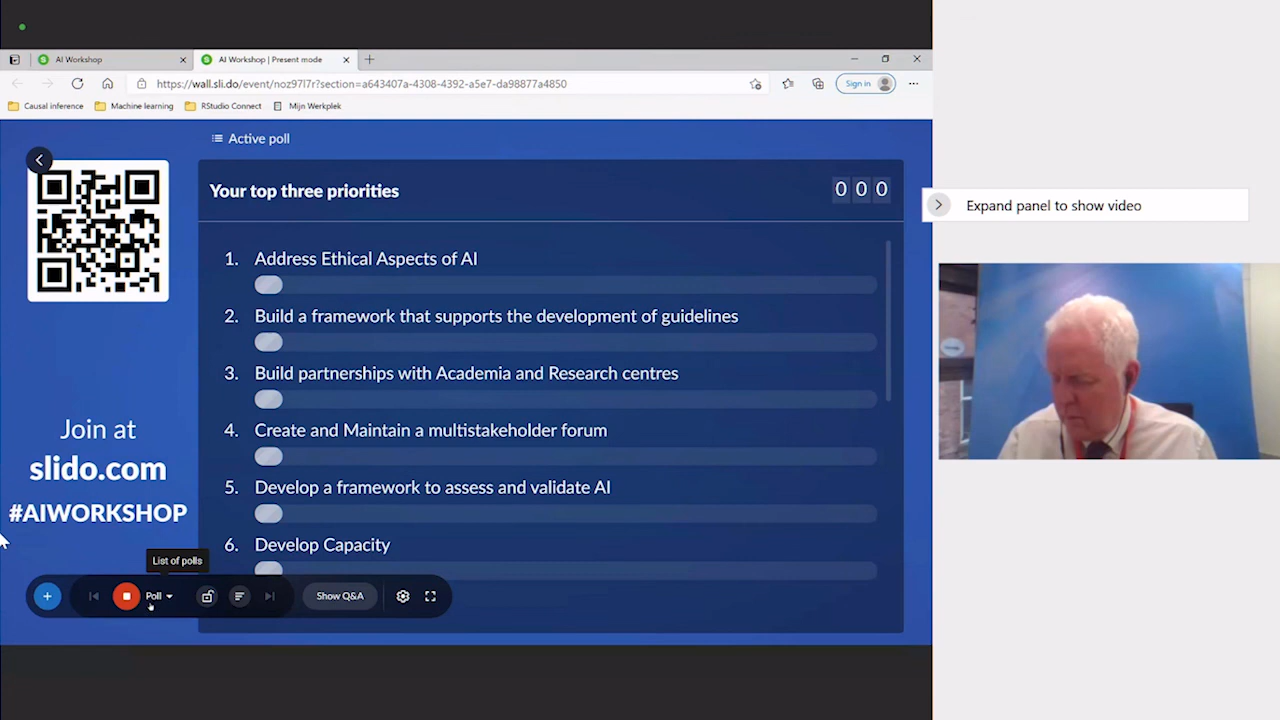 AI Workshop
AI Workshop | Present mode
https://wall.sli.do/event/noz97l7r?section=a643407a-4308-4392-a5e7-da98877a4850
Sign in
Causal inference
Machine learning
RStudio Connect
Mijn Werkplek
Active poll
Your top three priorities
0 0 0
1. Address Ethical Aspects of AI
2. Build a framework that supports the development of guidelines
3. Build partnerships with Academia and Research centres
4. Create and Maintain a multistakeholder forum
5. Develop a framework to assess and validate AI
6. Develop Capacity
Join at
slido.com
#AIWORKSHOP
List of polls
Poll
Show Q&A
Expand panel to show video